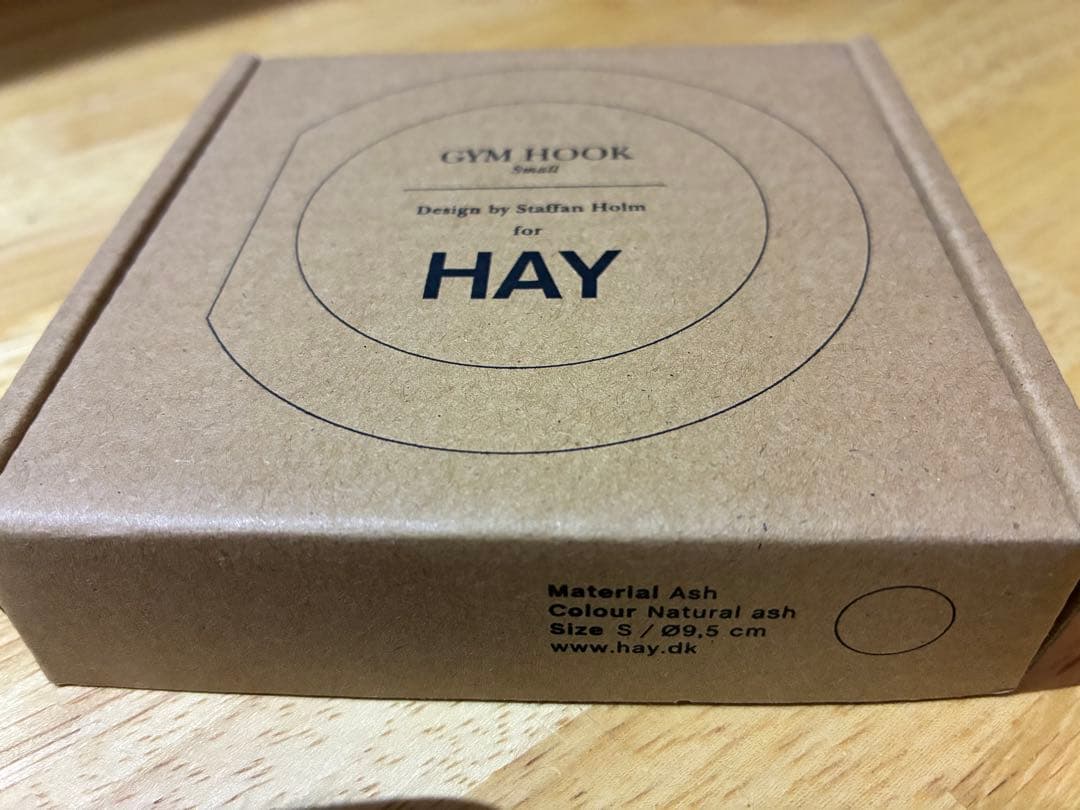 GYM HOOK
Small
Design by Staffan Holm
for
HAY
Material Ash
Colour Natural ash
Size S / Ø9,5 cm
www.hay.dk